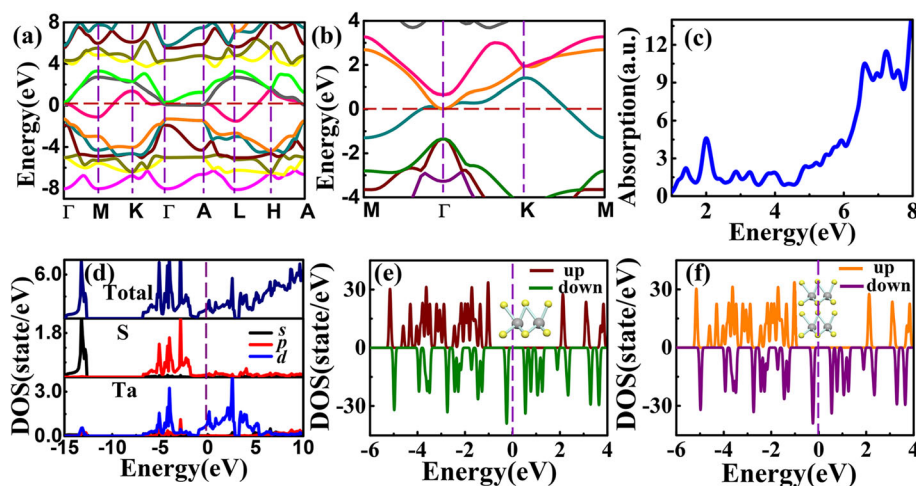 (a)
Energy(eV)
8
4
0
-4
-8
Γ M K Γ A L H A
(b)
Energy(eV)
4
2
0
-2
-4
M Γ K M
(c)
Absorption(a.u.)
12
9
6
3
0
2 4 6 8
Energy(eV)
(d)
DOS(state/eV)
6.0
Total
1.8
S
s
p
d
3.0
Ta
0.0
-15 -10 -5 0 5 10
Energy(eV)
(e)
DOS(state/eV)
30
0
-30
up
down
-6 -4 -2 0 2 4
Energy(eV)
(f)
DOS(state/eV)
30
0
-30
up
down
-6 -4 -2 0 2 4
Energy(eV)